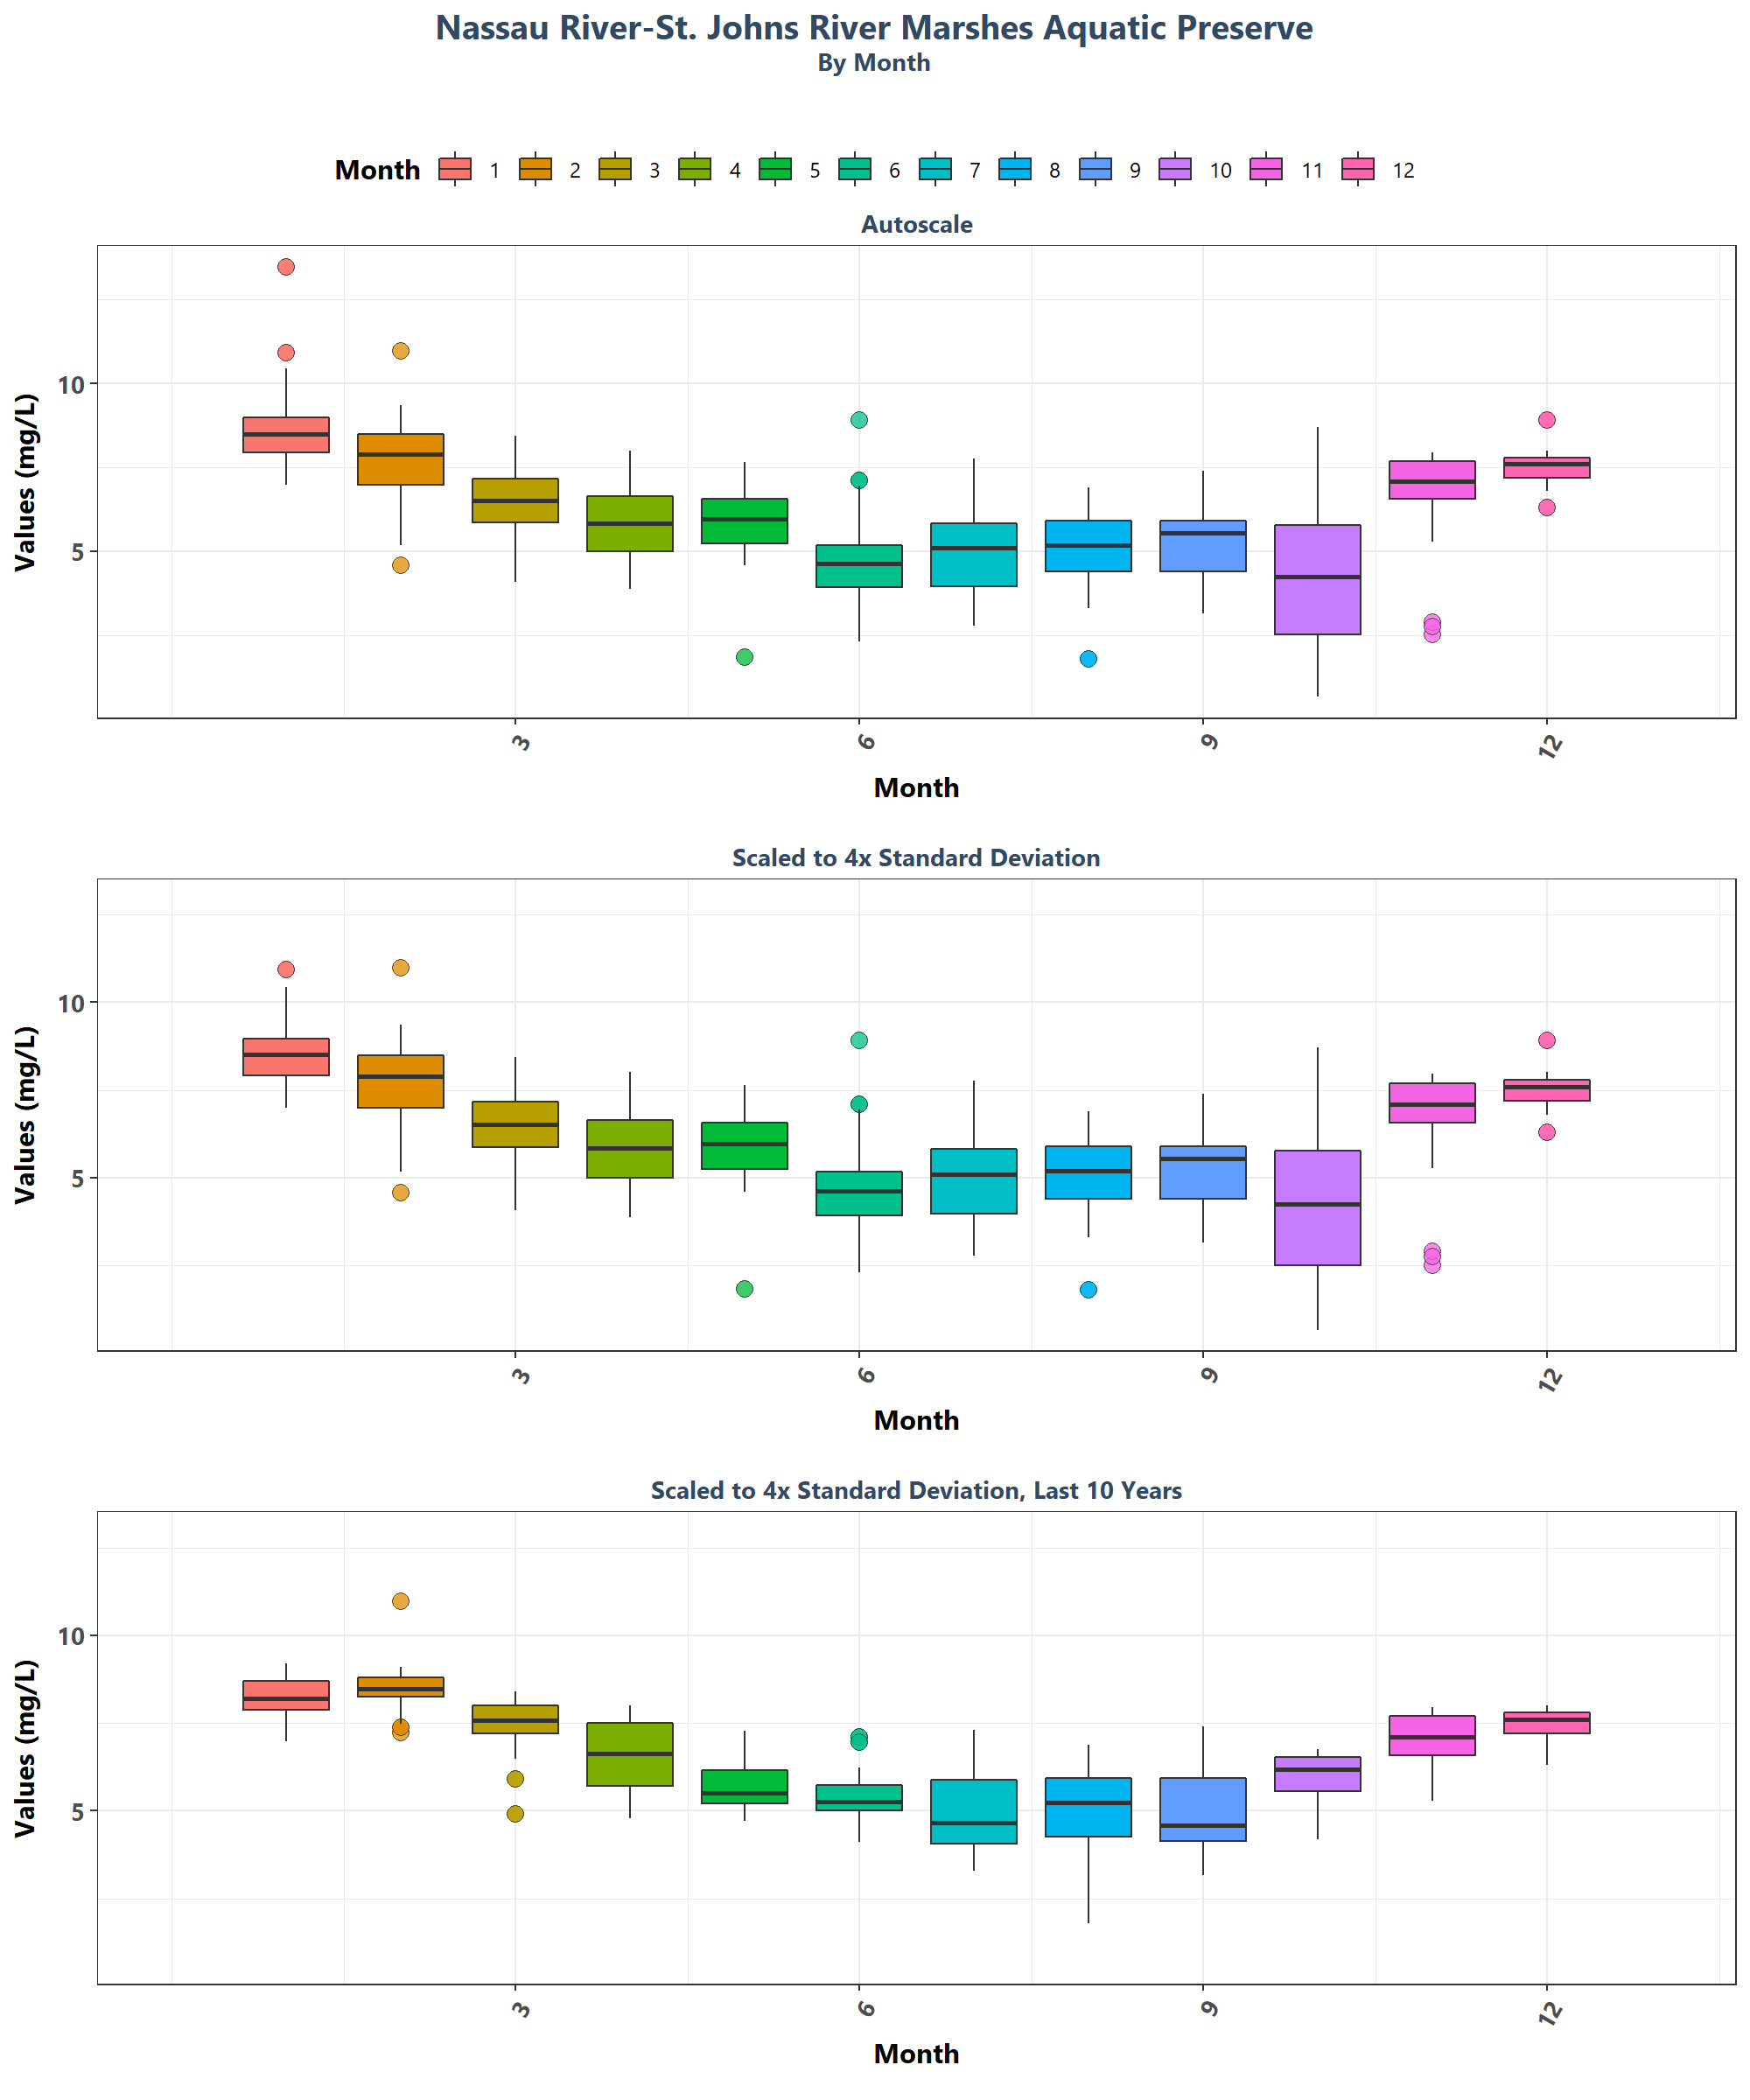 Nassau River-St. Johns River Marshes Aquatic Preserve
By Month
Month 1 2 3 4 5 6 7 8 9 10 11 12
Autoscale
Values (mg/L)
10
5
3 6 9 12
Month
Scaled to 4x Standard Deviation
Values (mg/L)
10
5
3 6 9 12
Month
Scaled to 4x Standard Deviation, Last 10 Years
Values (mg/L)
10
5
3 6 9 12
Month